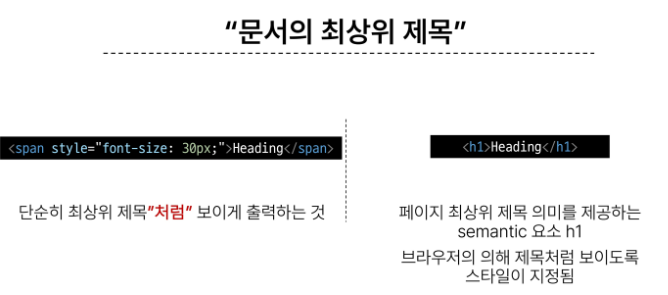 “문서의 최상위 제목”
<span style="font-size: 30px;">Heading</span>
단순히 최상위 제목”처럼” 보이게 출력하는 것
<h1>Heading</h1>
페이지 최상위 제목 의미를 제공하는
semantic 요소 h1
브라우저의 의해 제목처럼 보이도록
스타일이 지정됨